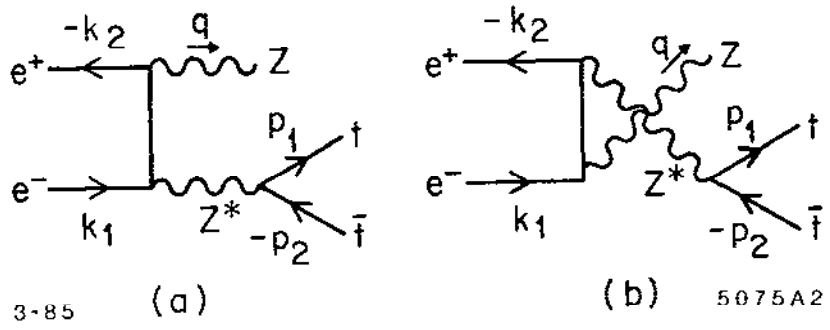 -k₂ q
e⁺ Z
p₁ t
e⁻
k₁ Z* -p₂ t̄
(a)
3-85
-k₂ q
e⁺ Z
p₁ t
e⁻
k₁ Z* -p₂ t̄
(b)
5075A2